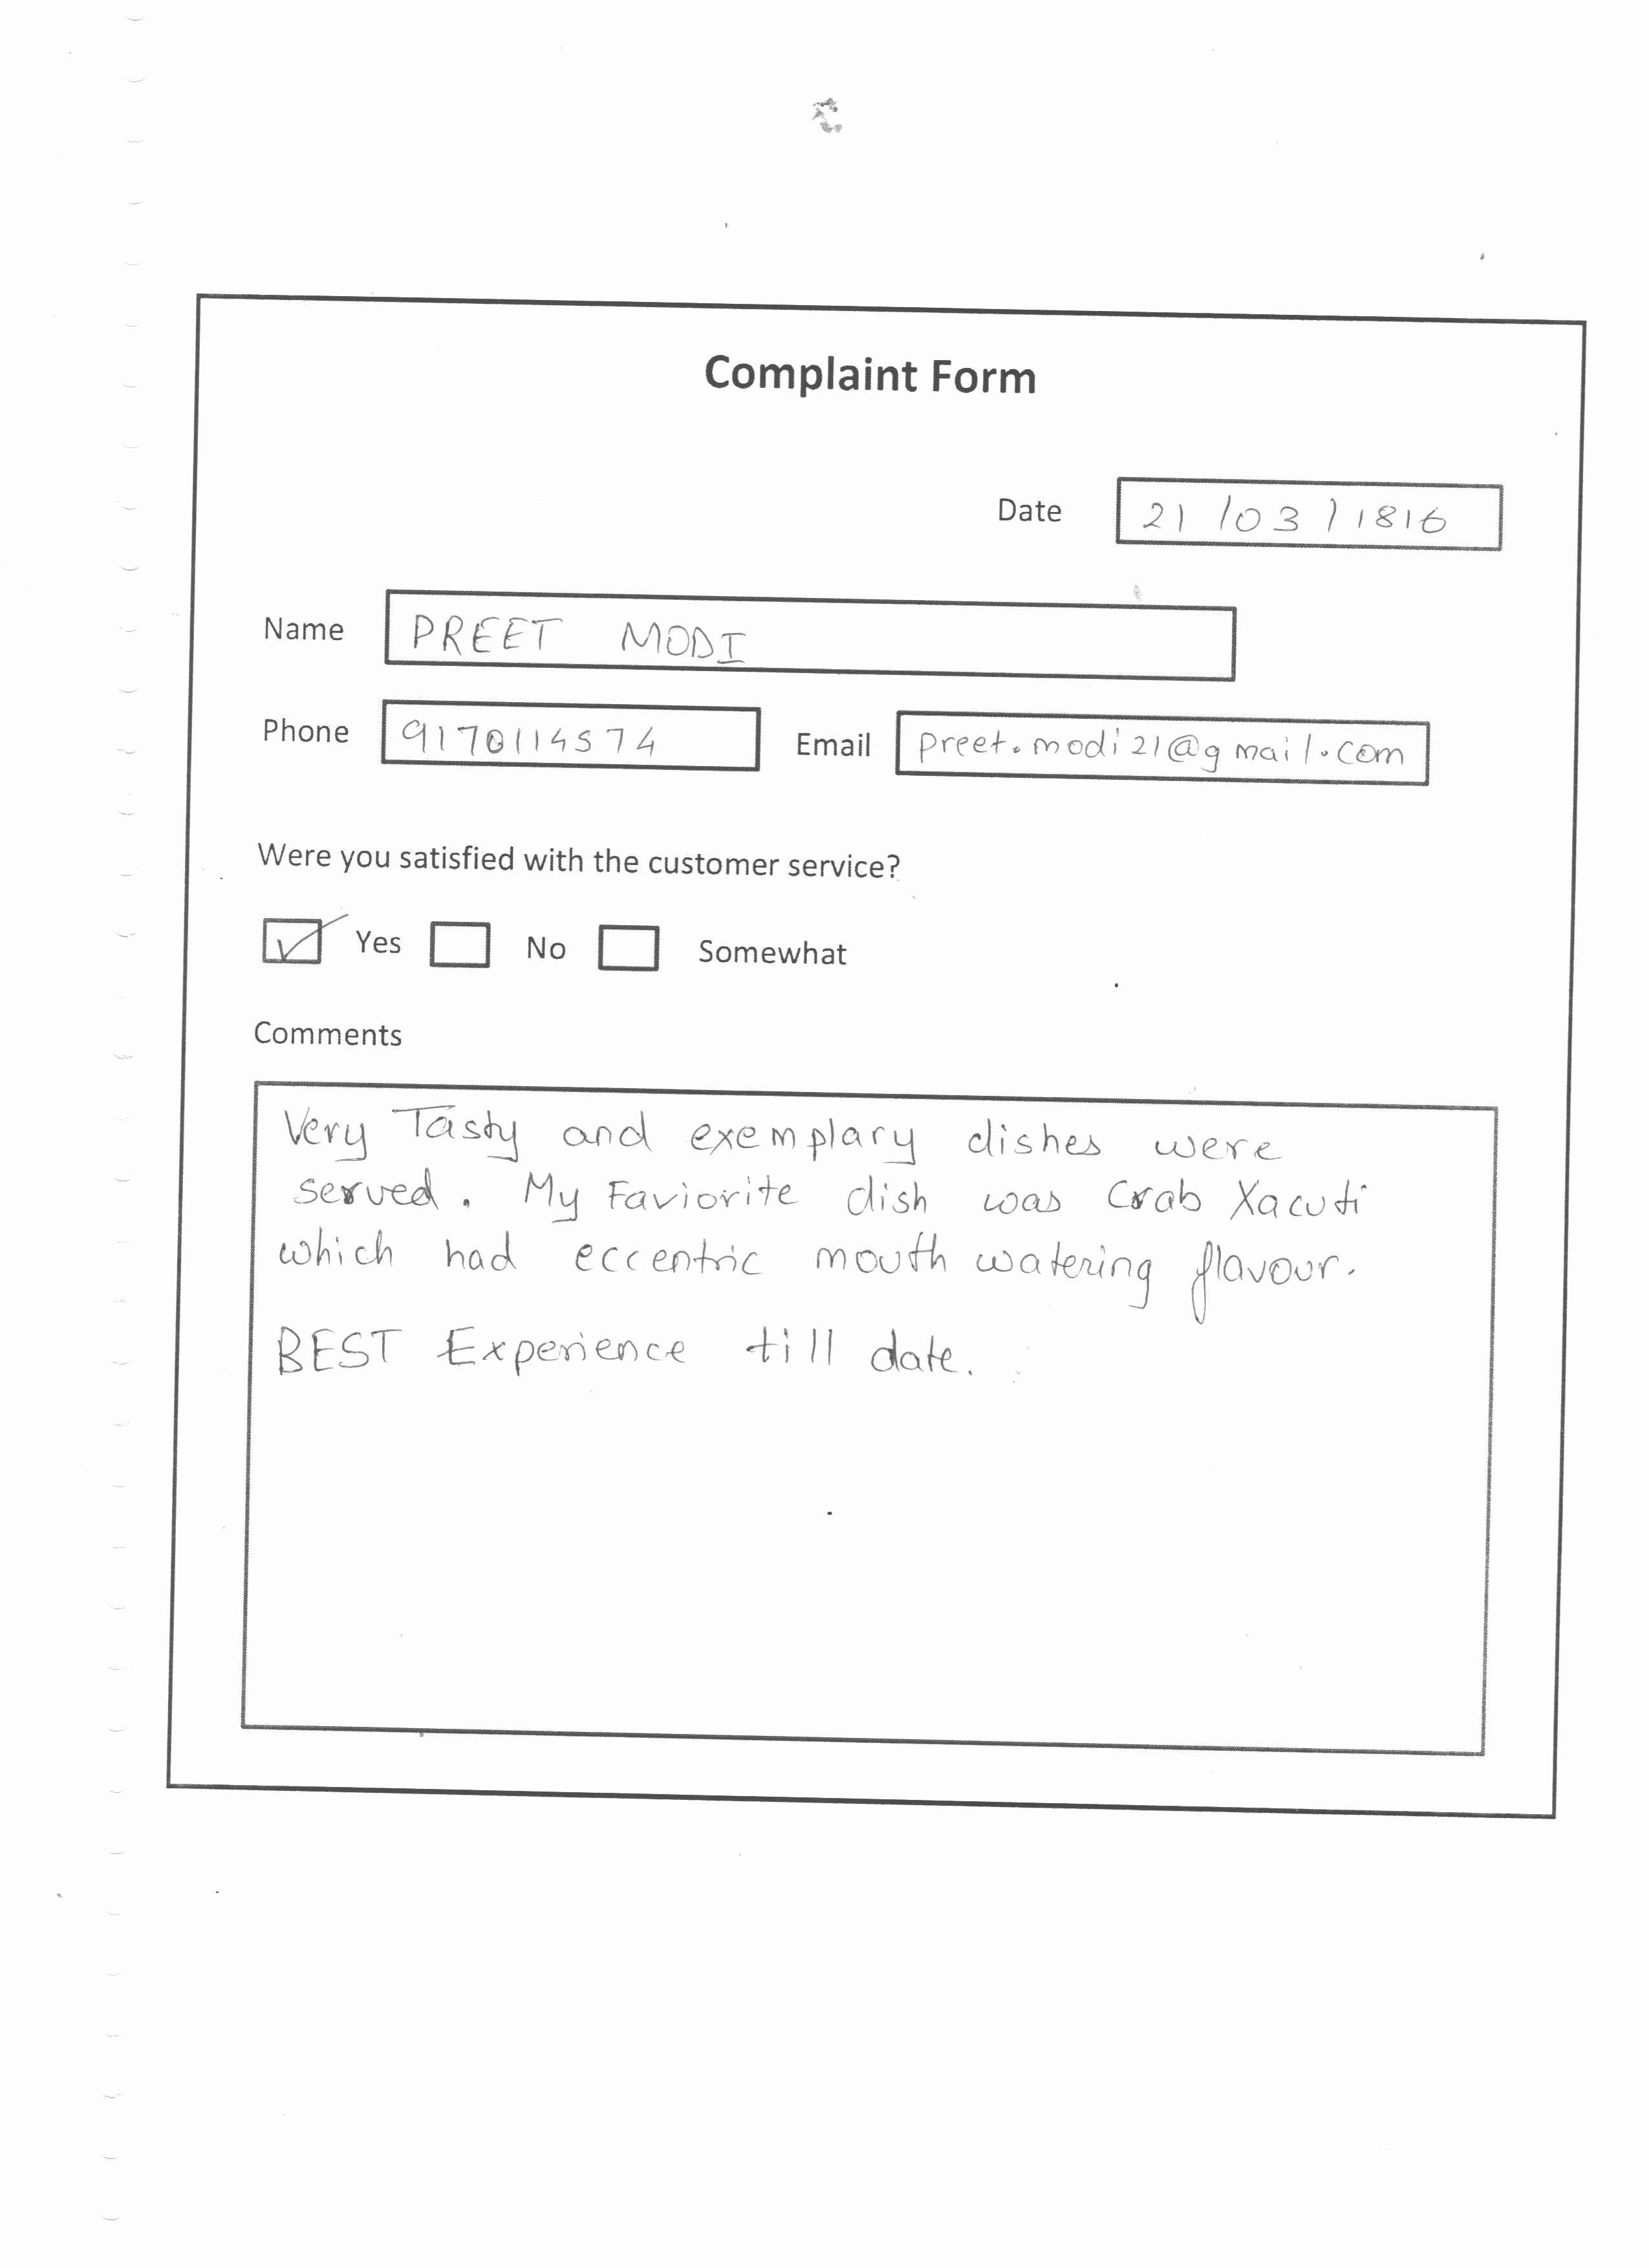 Complaint Form
Date 21/03/1816
Name PREET MODI
Phone 9170114574 Email preet.modi21@gmail.com
Were you satisfied with the customer service?
Yes No Somewhat
Comments
Very Tasty and exemplary dishes were
served. My Faviorite dish was Crab Xacuti
which had eccentric mouth watering flavour.
BEST Experience till date.